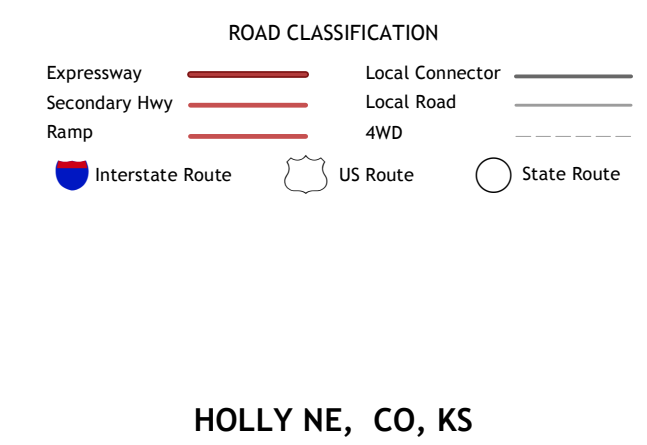 ROAD CLASSIFICATION
Expressway
Secondary Hwy
Ramp
Local Connector
Local Road
4WD
Interstate Route
US Route
State Route
HOLLY NE, CO, KS